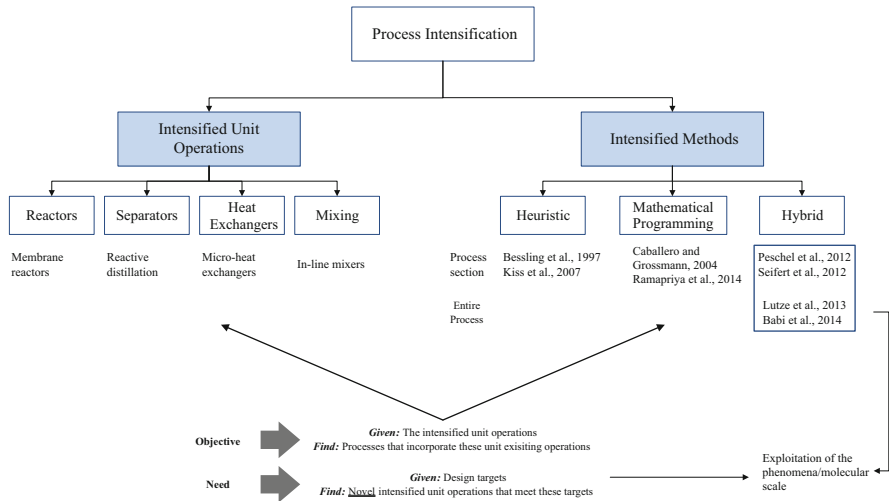 Process Intensification
Intensified Unit
Operations
Intensified Methods
Reactors
Separators
Heat
Exchangers
Mixing
Heuristic
Mathematical
Programming
Hybrid
Membrane
reactors
Reactive
distillation
Micro-heat
exchangers
In-line mixers
Process
section
Bessling et al., 1997
Kiss et al., 2007
Caballero and
Grossmann, 2004
Ramapriya et al., 2014
Peschel et al., 2012
Seifert et al., 2012
Entire
Process
Lutze et al., 2013
Babi et al., 2014
Objective
Given: The intensified unit operations
Find: Processes that incorporate these unit exisiting operations
Need
Given: Design targets
Find: Novel intensified unit operations that meet these targets
Exploitation of the
phenomena/molecular
scale